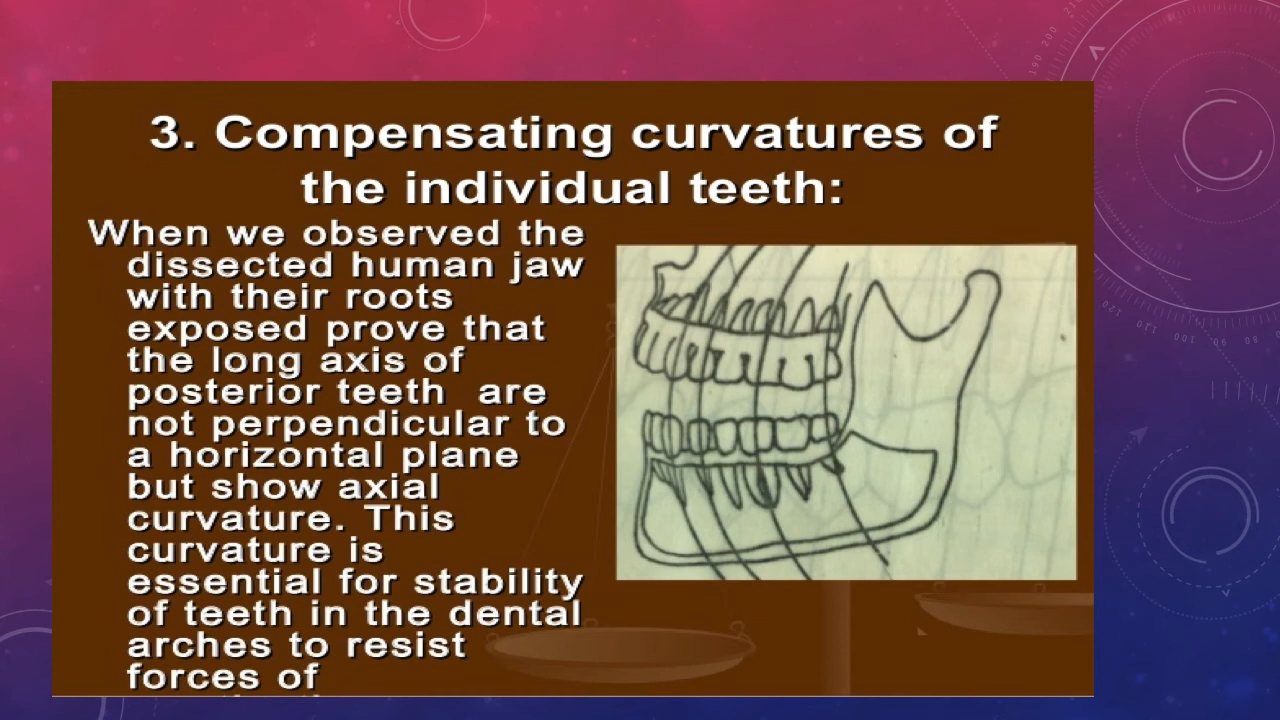 3. Compensating curvatures of
the individual teeth:
When we observed the
dissected human jaw
with their roots
exposed prove that
the long axis of
posterior teeth are
not perpendicular to
a horizontal plane
but show axial
curvature. This
curvature is
essential for stability
of teeth in the dental
arches to resist
forces of